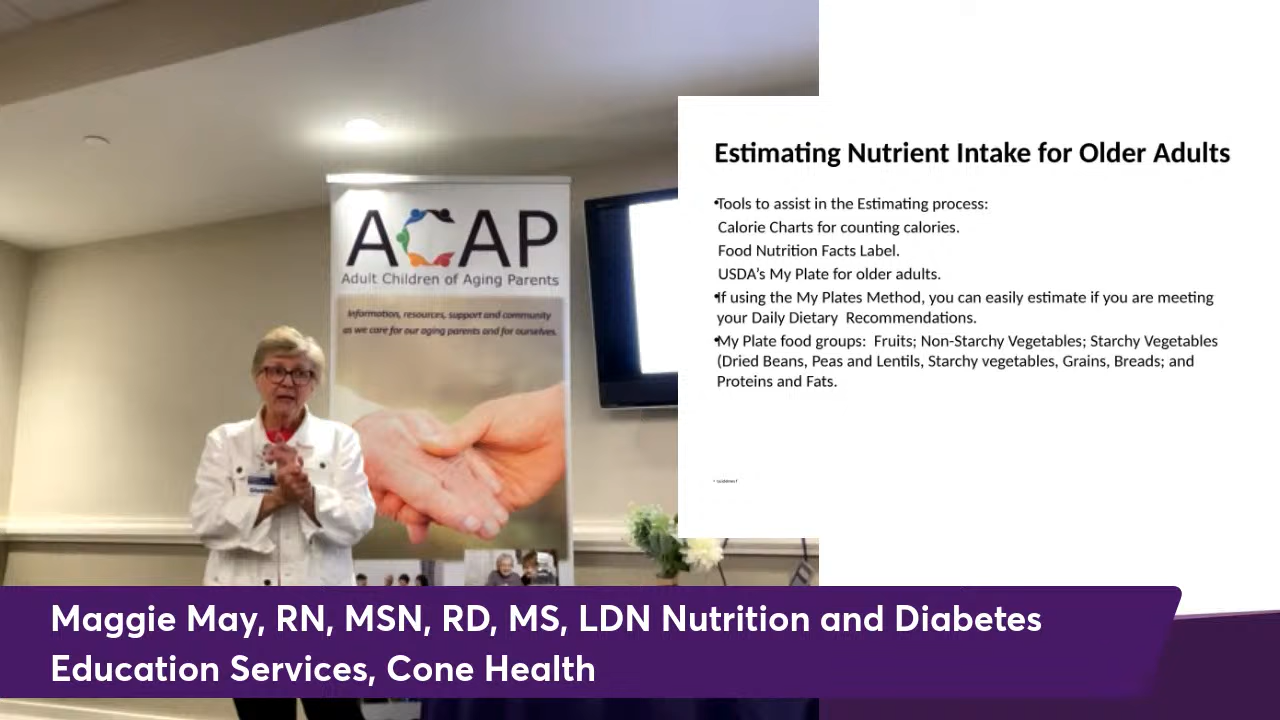 ACAP
Adult Children of Aging Parents
Information, resources, support and community
as we care for our aging parents and for ourselves.
Estimating Nutrient Intake for Older Adults
•Tools to assist in the Estimating process:
Calorie Charts for counting calories.
Food Nutrition Facts Label.
USDA’s My Plate for older adults.
•If using the My Plates Method, you can easily estimate if you are meeting
your Daily Dietary Recommendations.
•My Plate food groups: Fruits; Non-Starchy Vegetables; Starchy Vegetables
(Dried Beans, Peas and Lentils, Starchy vegetables, Grains, Breads; and
Proteins and Fats.
Maggie May, RN, MSN, RD, MS, LDN Nutrition and Diabetes
Education Services, Cone Health